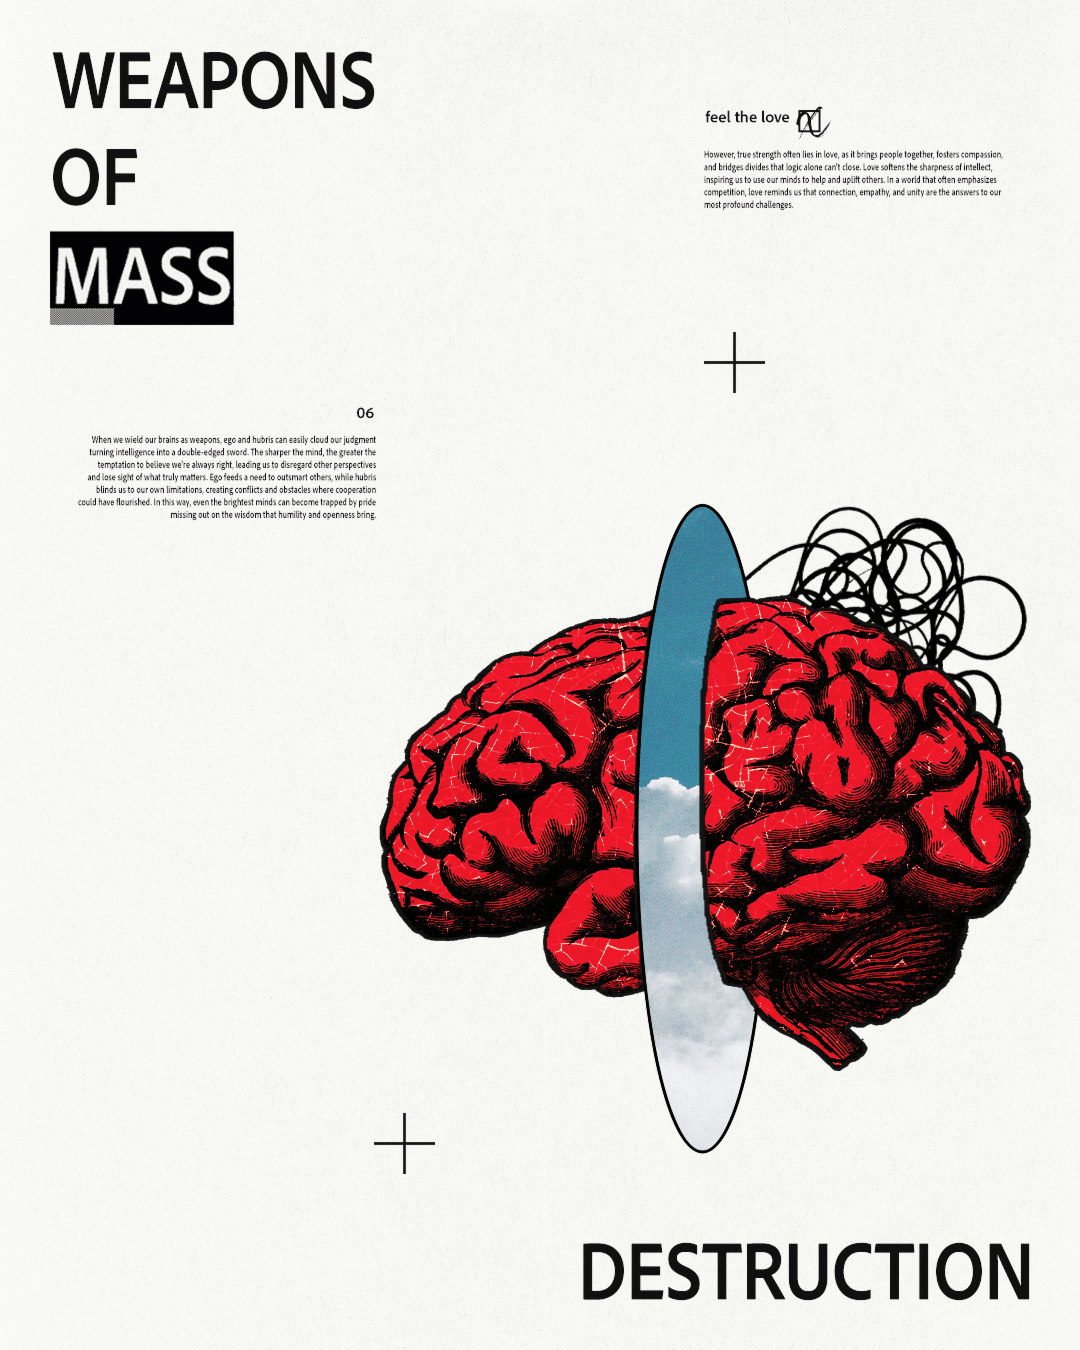 WEAPONS
OF
MASS
feel the love
However, true strength often lies in love, as it brings people together, fosters compassion,
and bridges divides that logic alone can't close. Love softens the sharpness of intellect,
inspiring us to use our minds to help and uplift others. In a world that often emphasizes
competition, love reminds us that connection, empathy, and unity are the answers to our
most profound challenges.
06
When we wield our brains as weapons, ego and hubris can easily cloud our judgment
turning intelligence into a double-edged sword. The sharper the mind, the greater the
temptation to believe we're always right, leading us to disregard other perspectives
and lose sight of what truly matters. Ego feeds a need to outsmart others, while hubris
blinds us to our own limitations, creating conflicts and obstacles where cooperation
could have flourished. In this way, even the brightest minds can become trapped by pride
missing out on the wisdom that humility and openness bring.
DESTRUCTION